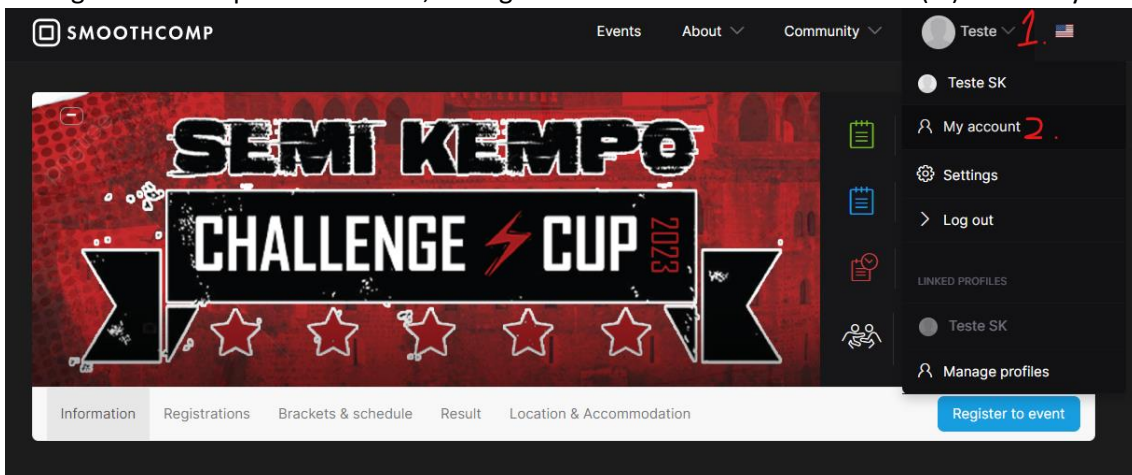 SMOOTHCOMP
Events About Community Teste 1.
Teste SK
My account 2.
Settings
Log out
LINKED PROFILES
Teste SK
Manage profiles
SEMI KEMPO
CHALLENGE CUP 2023
Information Registrations Brackets & schedule Result Location & Accommodation Register to event